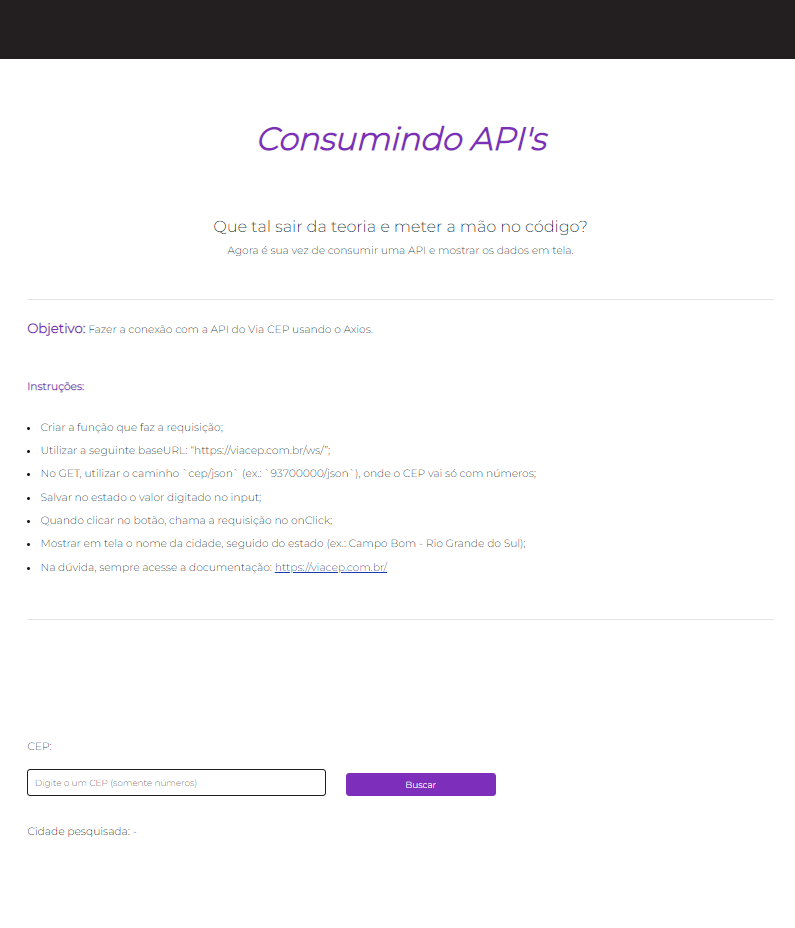 Consumindo API's
Que tal sair da teoria e meter a mão no código?
Agora é sua vez de consumir uma API e mostrar os dados em tela.
Objetivo: Fazer a conexão com a API do Via CEP usando o Axios.
Instruções:
• Criar a função que faz a requisição;
• Utilizar a seguinte baseURL: “https://viacep.com.br/ws/”;
• No GET, utilizar o caminho `cep/json` (ex.: `93700000/json`), onde o CEP vai só com números;
• Salvar no estado o valor digitado no input;
• Quando clicar no botão, chama a requisição no onClick;
• Mostrar em tela o nome da cidade, seguido do estado (ex.: Campo Bom - Rio Grande do Sul);
• Na dúvida, sempre acesse a documentação: https://viacep.com.br/
CEP:
Digite o um CEP (somente números)
Buscar
Cidade pesquisada: -